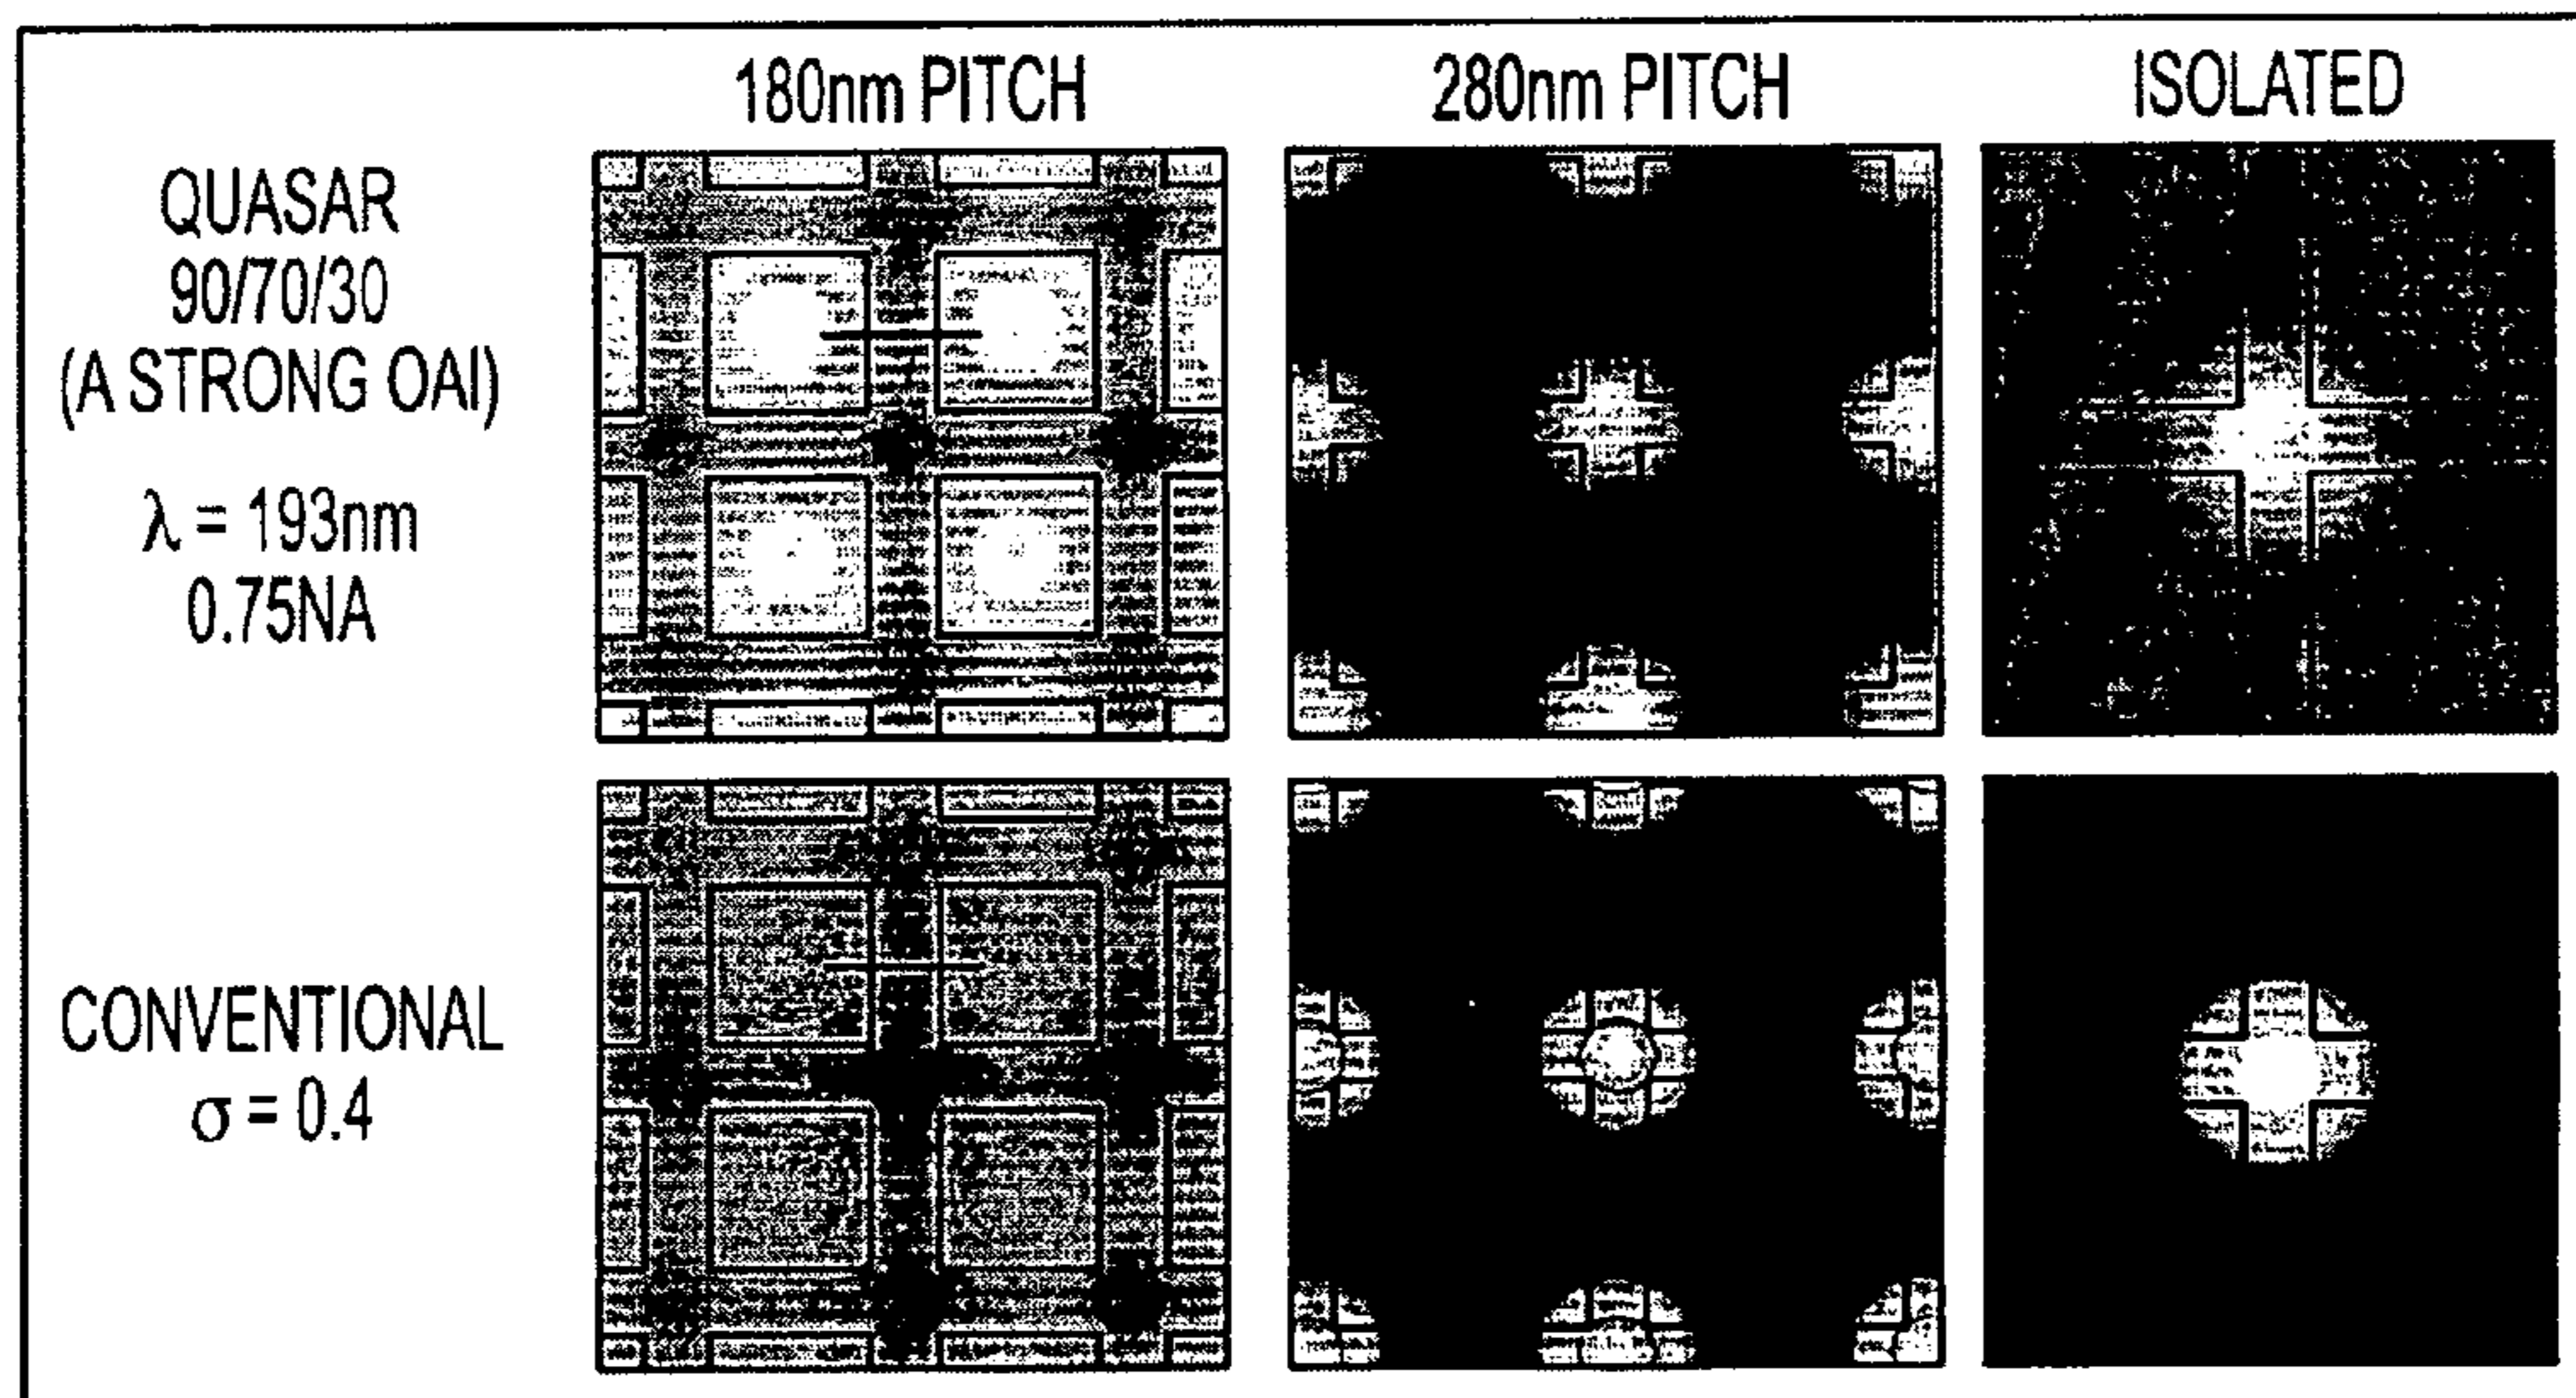 180nm PITCH
280nm PITCH
ISOLATED
QUASAR
90/70/30
(A STRONG OAI)
λ = 193nm
0.75NA
CONVENTIONAL
σ = 0.4